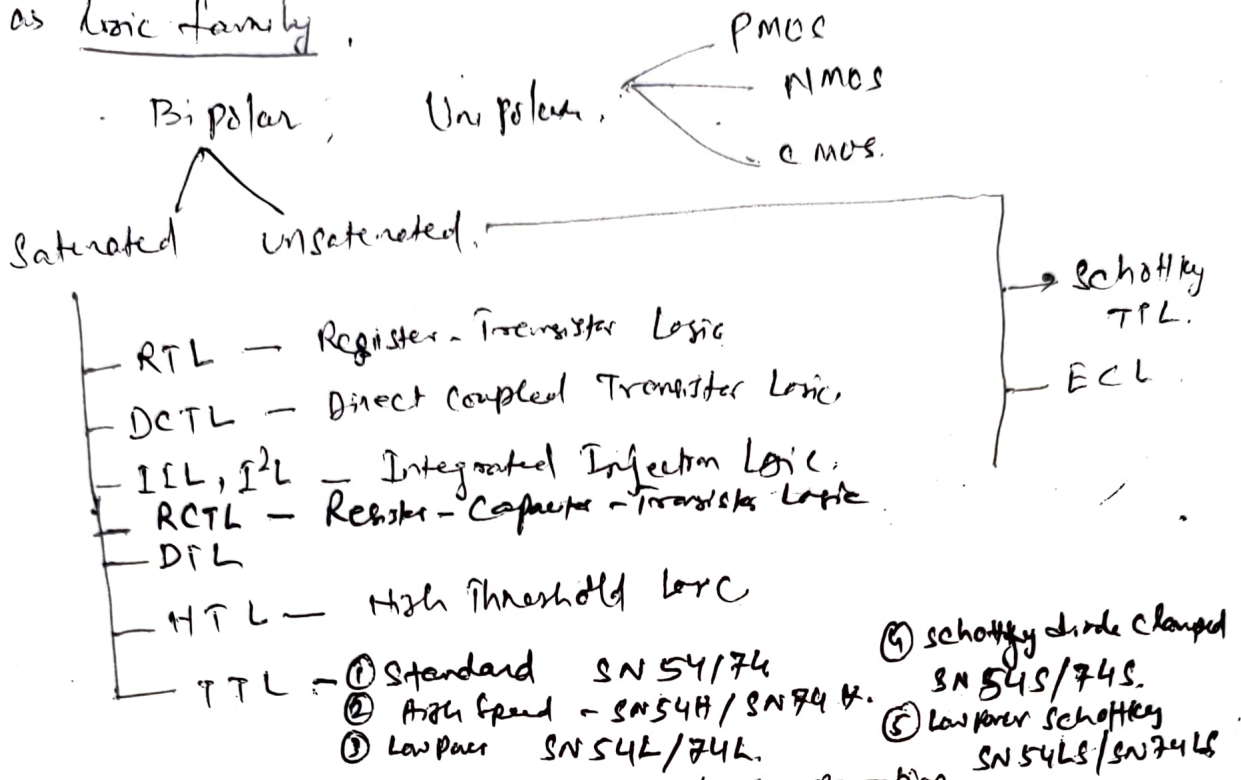 as Logic family.
PMOS
Bipolar, Unipolar.
NMOS
CMOS.
Saturated Unsaturated.
Schottky
TTL.
ECL
RTL — Register - Transistor Logic
DCTL — Direct Coupled Transistor Logic.
IIL, I²L — Integrated Injection Logic.
RCTL — Resistor - Capacitor - Transistor Logic
DTL
HTL — High Threshold Logic
TTL - ① Standard SN 54/74
② High Speed - SN54H / SN74H.
③ Low Power SN 54L/74L.
④ Schottky diode Clamped
SN 54S/74S.
⑤ Low power Schottky
SN54LS/SN74LS